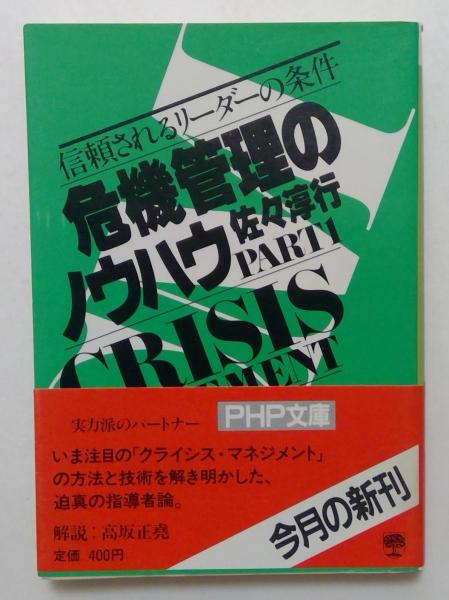 信頼されるリーダーの条件
危機管理の
ノウハウ
佐々淳行
PART1
CRISIS
実力派のパートナー
PHP文庫
いま注目の「クライシス・マネジメント」
の方法と技術を解き明かした、
迫真の指導者論。
解説：高坂正堯
定価 400円
今月の新刊